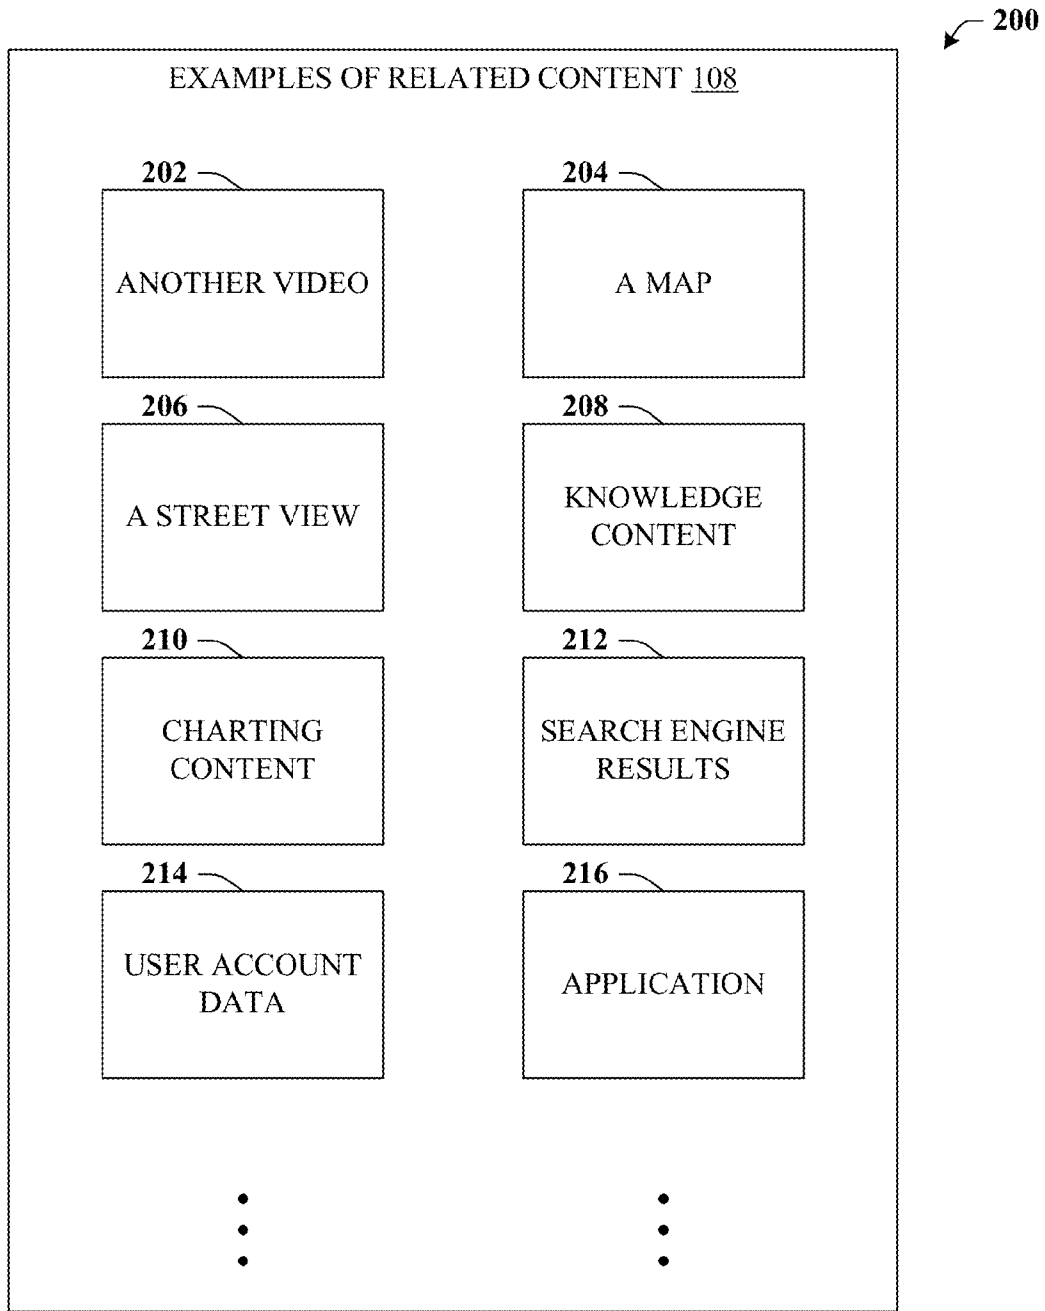 200
EXAMPLES OF RELATED CONTENT 108
202
ANOTHER VIDEO
204
A MAP
206
A STREET VIEW
208
KNOWLEDGE
CONTENT
210
CHARTING
CONTENT
212
SEARCH ENGINE
RESULTS
214
USER ACCOUNT
DATA
216
APPLICATION